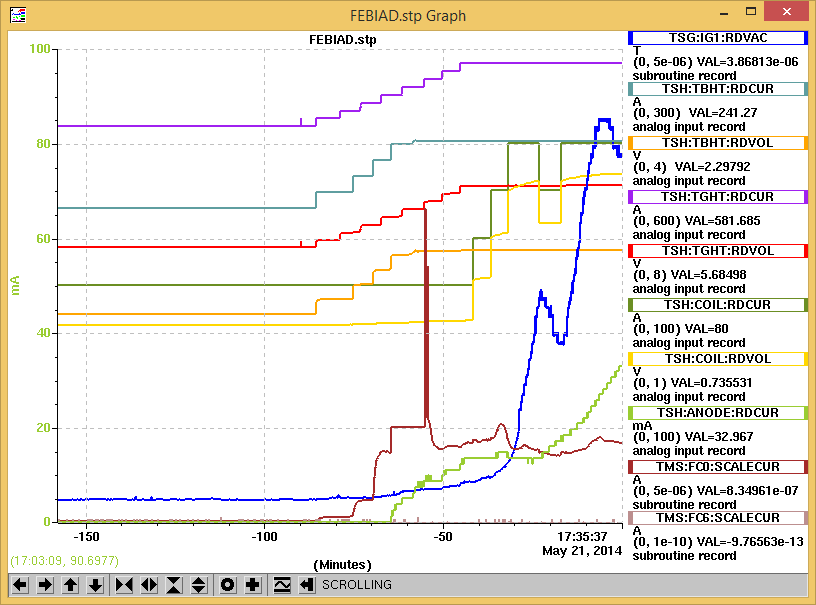 FEBIAD.stp Graph
FEBIAD.stp
100
80
60
40
20
0
mA
-150
-100
-50
17:35:37
May 21, 2014
(Minutes)
(17:03:09, 90.6977)
SCROLLING
TSG:IG1:RDVAC
T
(0, 5e-06) VAL=3.86813e-06
subroutine record
TSH:TBHT:RDCUR
A
(0, 300) VAL=241.27
analog input record
TSH:TBHT:RDVOL
V
(0, 4) VAL=2.29792
analog input record
TSH:TGHT:RDCUR
A
(0, 600) VAL=581.685
analog input record
TSH:TGHT:RDVOL
V
(0, 8) VAL=5.68498
analog input record
TSH:COIL:RDCUR
A
(0, 100) VAL=80
analog input record
TSH:COIL:RDVOL
V
(0, 1) VAL=0.735531
analog input record
TSH:ANODE:RDCUR
mA
(0, 100) VAL=32.967
analog input record
TMS:FC0:SCALECUR
A
(0, 5e-06) VAL=8.34961e-07
subroutine record
TMS:FC6:SCALECUR
A
(0, 1e-10) VAL=-9.76563e-13
subroutine record